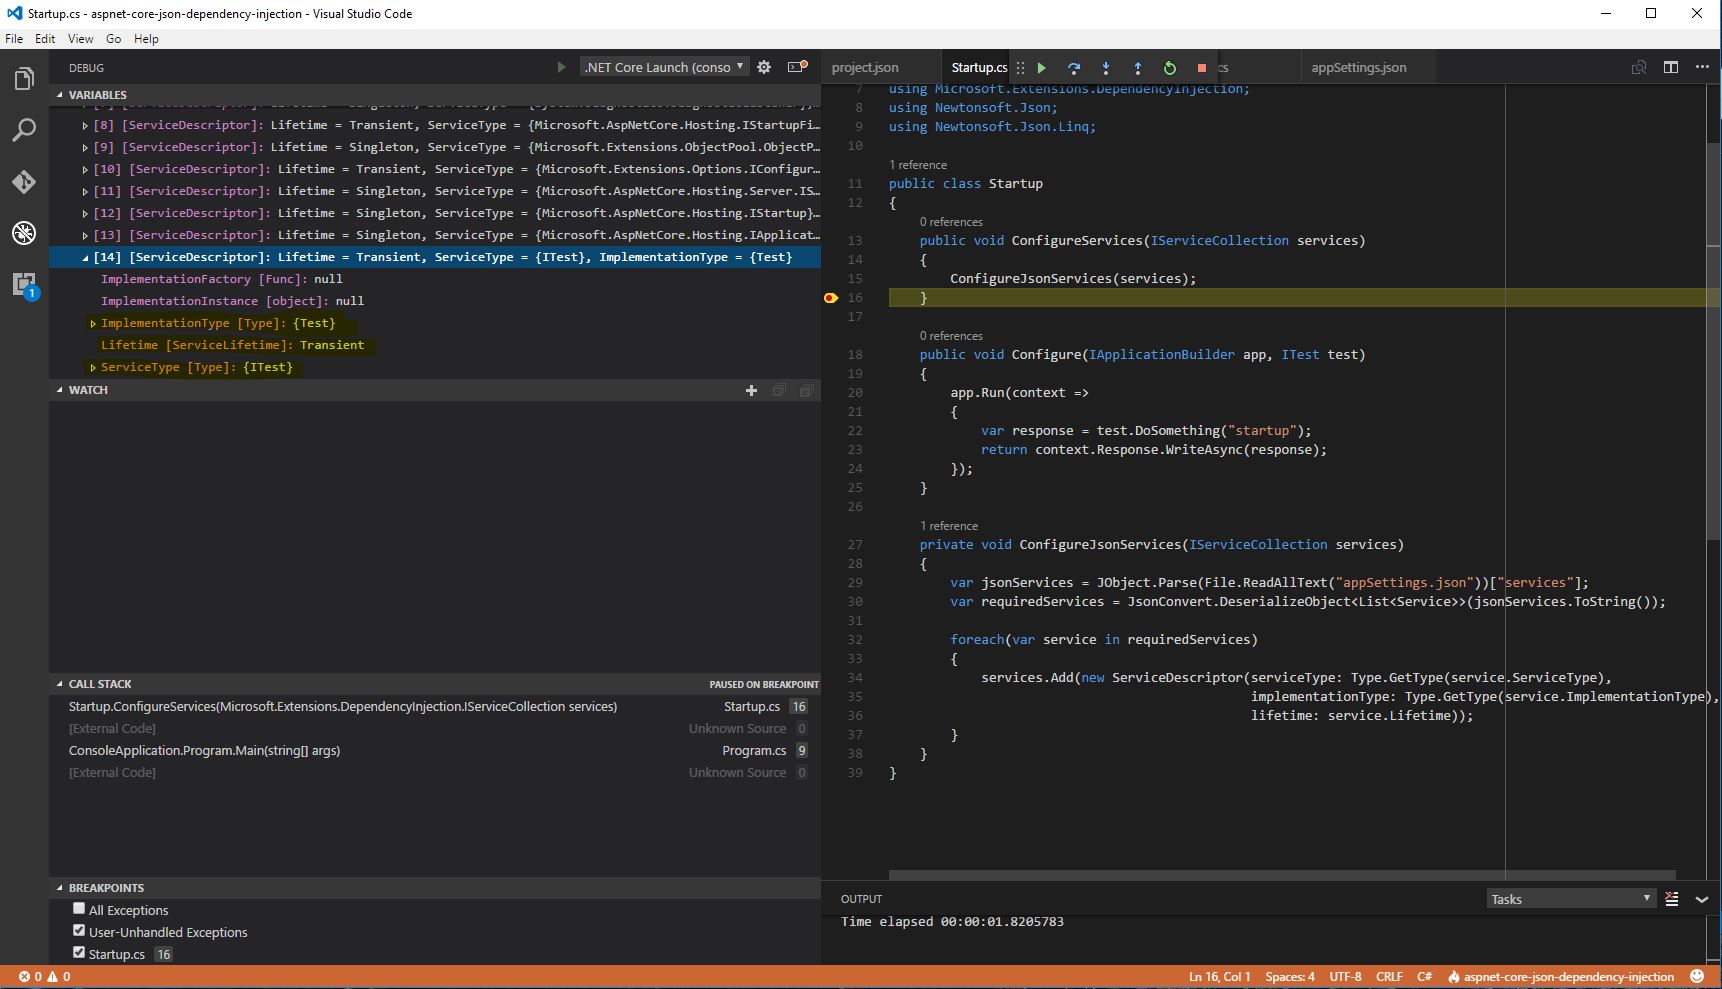 Startup.cs - aspnet-core-json-dependency-injection - Visual Studio Code
File Edit View Go Help
DEBUG
.NET Core Launch (conso
VARIABLES
[8] [ServiceDescriptor]: Lifetime = Transient, ServiceType = {Microsoft.AspNetCore.Hosting.IStartupFi...
[9] [ServiceDescriptor]: Lifetime = Singleton, ServiceType = {Microsoft.Extensions.ObjectPool.ObjectP...
[10] [ServiceDescriptor]: Lifetime = Transient, ServiceType = {Microsoft.Extensions.Options.IConfigur...
[11] [ServiceDescriptor]: Lifetime = Singleton, ServiceType = {Microsoft.AspNetCore.Hosting.Server.IS...
[12] [ServiceDescriptor]: Lifetime = Singleton, ServiceType = {Microsoft.AspNetCore.Hosting.IStartup}...
[13] [ServiceDescriptor]: Lifetime = Singleton, ServiceType = {Microsoft.AspNetCore.Hosting.IApplicat...
[14] [ServiceDescriptor]: Lifetime = Transient, ServiceType = {ITest}, ImplementationType = {Test}
ImplementationFactory [Func]: null
ImplementationInstance [object]: null
ImplementationType [Type]: {Test}
Lifetime [ServiceLifetime]: Transient
ServiceType [Type]: {ITest}
WATCH
CALL STACK PAUSED ON BREAKPOINT
Startup.ConfigureServices(Microsoft.Extensions.DependencyInjection.IServiceCollection services) Startup.cs 16
[External Code] Unknown Source 0
ConsoleApplication.Program.Main(string[] args) Program.cs 9
[External Code] Unknown Source 0
BREAKPOINTS
All Exceptions
User-Unhandled Exceptions
Startup.cs 16
1
project.json Startup.cs cs appSettings.json
7 using Microsoft.Extensions.DependencyInjection;
8 using Newtonsoft.Json;
9 using Newtonsoft.Json.Linq;
10
1 reference
11 public class Startup
12 {
0 references
13 public void ConfigureServices(IServiceCollection services)
14 {
15 ConfigureJsonServices(services);
16 }
17
0 references
18 public void Configure(IApplicationBuilder app, ITest test)
19 {
20 app.Run(context =>
21 {
22 var response = test.DoSomething("startup");
23 return context.Response.WriteAsync(response);
24 });
25 }
26
1 reference
27 private void ConfigureJsonServices(IServiceCollection services)
28 {
29 var jsonServices = JObject.Parse(File.ReadAllText("appSettings.json"))["services"];
30 var requiredServices = JsonConvert.DeserializeObject<List<Service>>(jsonServices.ToString());
31
32 foreach(var service in requiredServices)
33 {
34 services.Add(new ServiceDescriptor(serviceType: Type.GetType(service.ServiceType),
35 implementationType: Type.GetType(service.ImplementationType),
36 lifetime: service.Lifetime));
37 }
38 }
39 }
OUTPUT Tasks
Time elapsed 00:00:01.8205783
0 0 Ln 16, Col 1 Spaces: 4 UTF-8 CRLF C# aspnet-core-json-dependency-injection